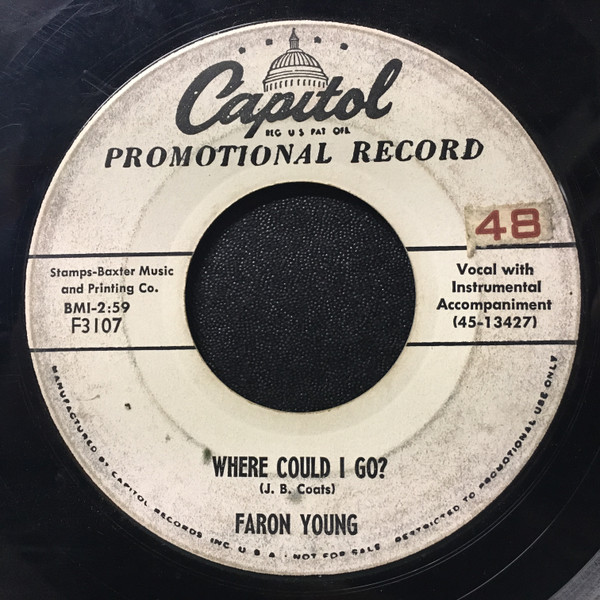 Capitol
REG U S PAT OFF.
PROMOTIONAL RECORD
48
Stamps-Baxter Music
and Printing Co.
BMI-2:59
F3107
Vocal with
Instrumental
Accompaniment
(45-13427)
WHERE COULD I GO?
(J. B. Coats)
FARON YOUNG
MANUFACTURED BY CAPITOL RECORDS INC U S A · NOT FOR SALE RESTRICTED TO PROMOTIONAL USE ONLY